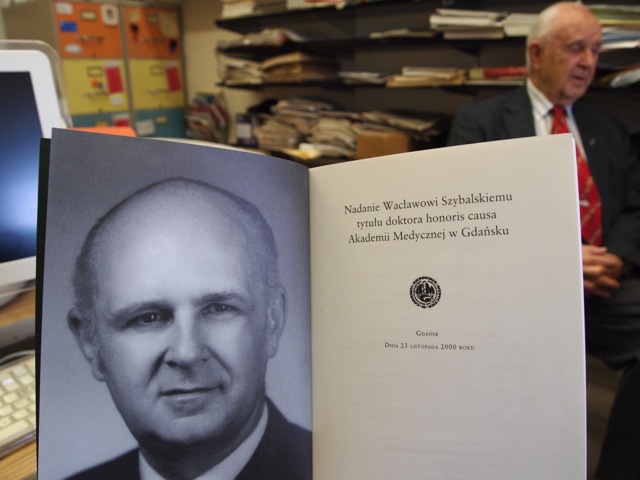 Nadanie Wacławowi Szybalskiemu
tytułu doktora honoris causa
Akademii Medycznej w Gdańsku
Gdańsk
Dnia 23 listopada 2000 roku